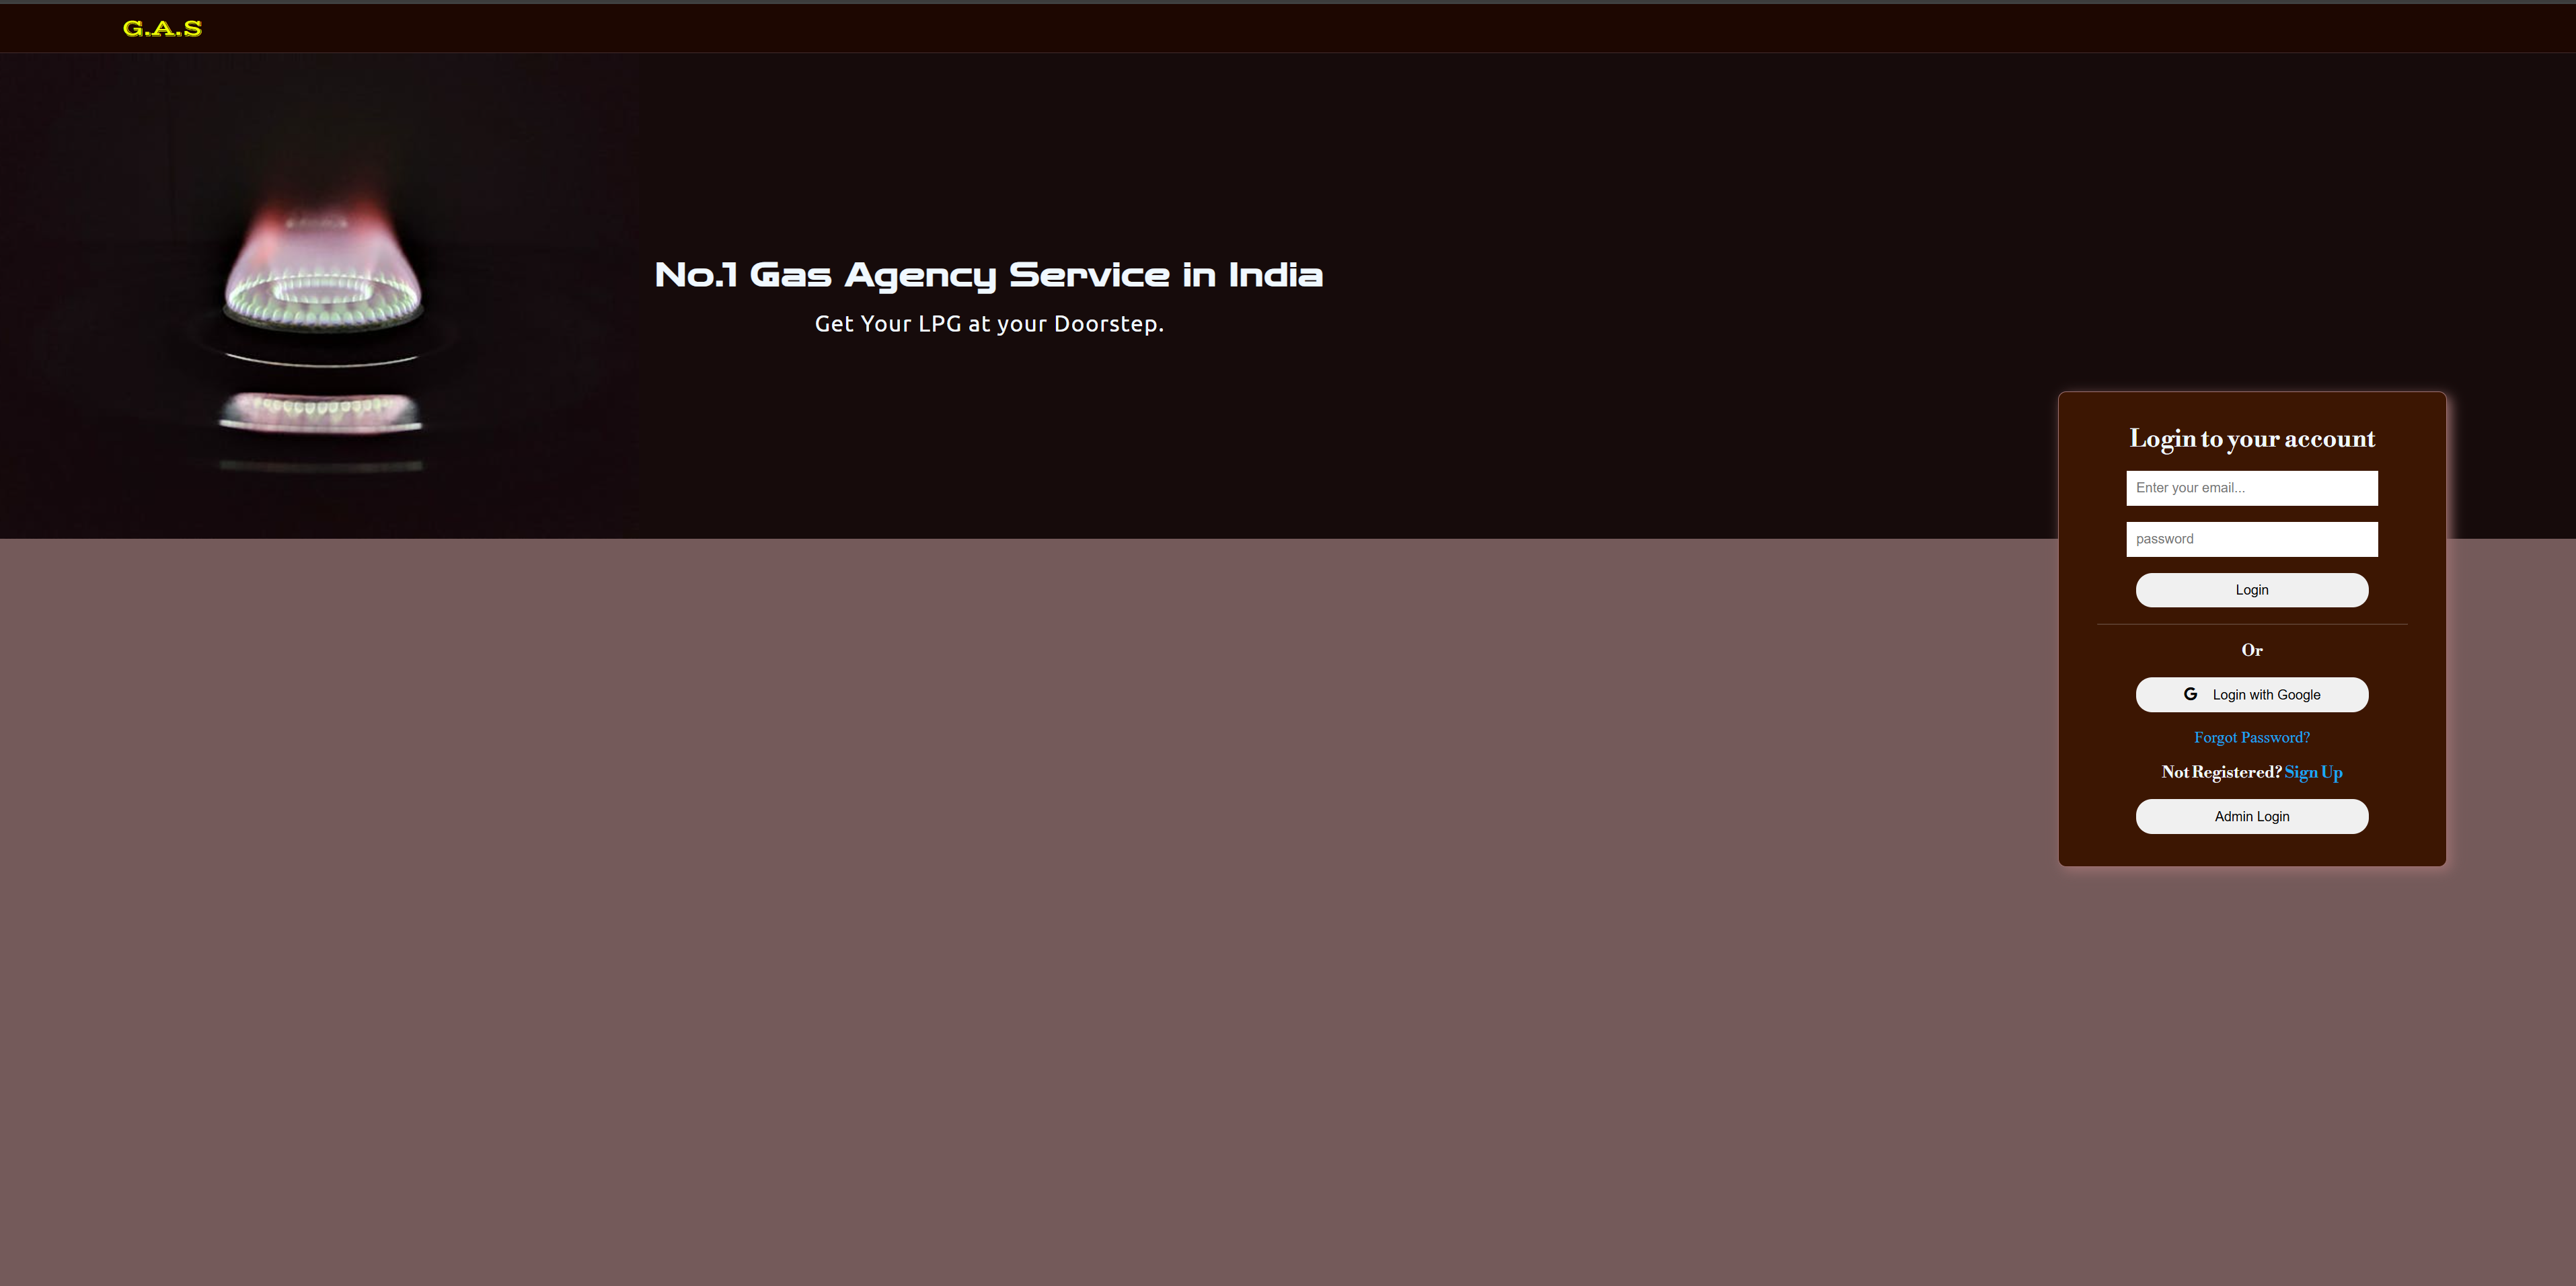 G.A.S
No.1 Gas Agency Service in India
Get Your LPG at your Doorstep.
Login to your account
Enter your email...
password
Login
Or
G Login with Google
Forgot Password?
Not Registered? Sign Up
Admin Login